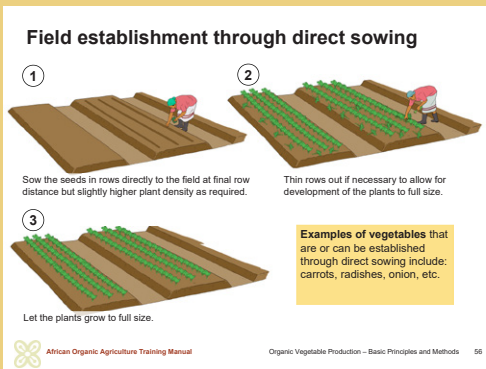 Field establishment through direct sowing
1
2
Sow the seeds in rows directly to the field at final row
distance but slightly higher plant density as required.
Thin rows out if necessary to allow for
development of the plants to full size.
3
Examples of vegetables that
are or can be established
through direct sowing include:
carrots, radishes, onion, etc.
Let the plants grow to full size.
African Organic Agriculture Training Manual
Organic Vegetable Production – Basic Principles and Methods 56